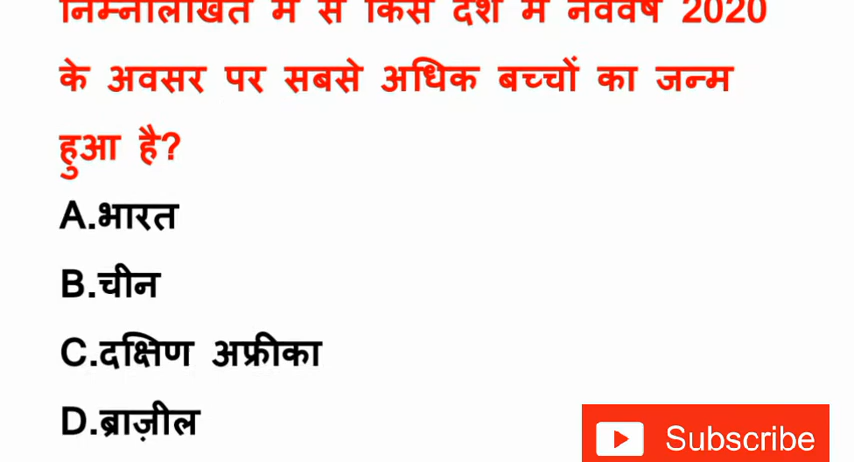 निम्नलिखित में से किस देश में नववर्ष 2020
के अवसर पर सबसे अधिक बच्चों का जन्म
हुआ है?
A.भारत
B.चीन
C.दक्षिण अफ्रीका
D.ब्राज़ील
Subscribe